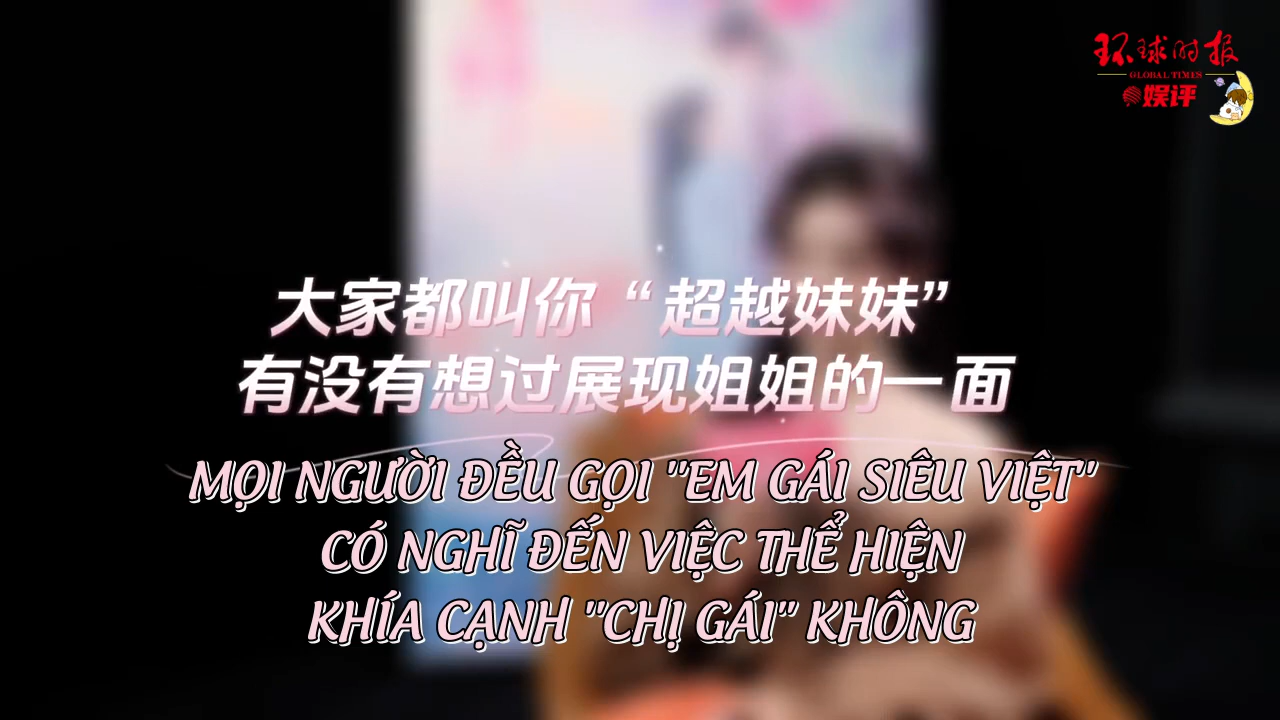 环球时报
GLOBAL TIMES
娱评
大家都叫你“超越妹妹”
有没有想过展现姐姐的一面
MỌI NGƯỜI ĐỀU GỌI "EM GÁI SIÊU VIỆT"
CÓ NGHĨ ĐẾN VIỆC THỂ HIỆN
KHÍA CẠNH "CHỊ GÁI" KHÔNG